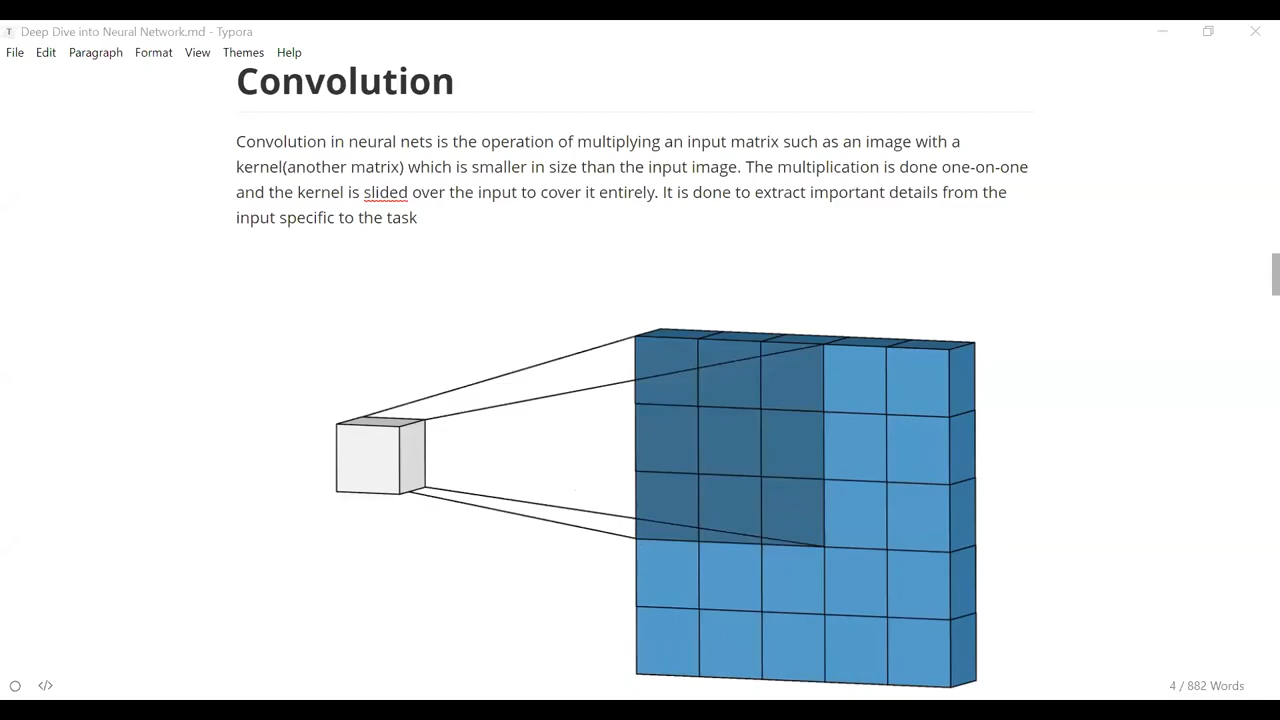 T Deep Dive into Neural Network.md - Typora
File Edit Paragraph Format View Themes Help
Convolution
Convolution in neural nets is the operation of multiplying an input matrix such as an image with a
kernel(another matrix) which is smaller in size than the input image. The multiplication is done one-on-one
and the kernel is slided over the input to cover it entirely. It is done to extract important details from the
input specific to the task
</> 4 / 882 Words